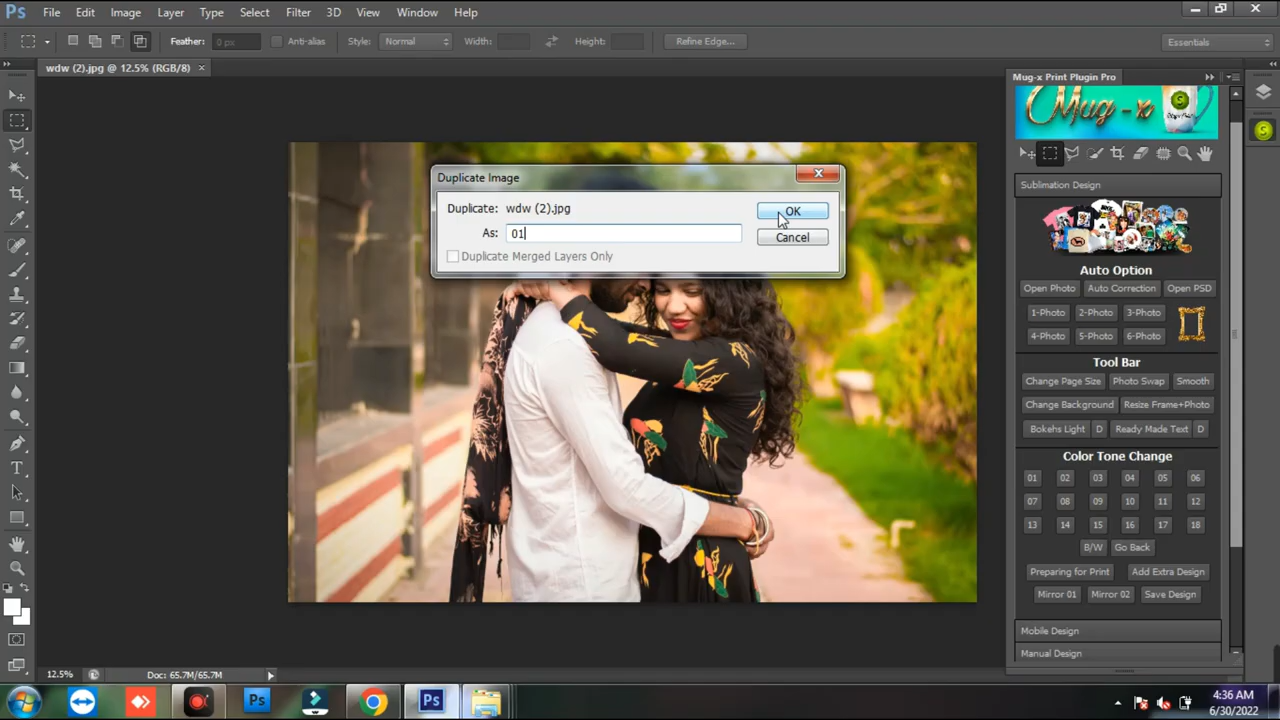 Ps File Edit Image Layer Type Select Filter 3D View Window Help
Feather: 0 px Anti-alias Style: Normal Width: Height: Refine Edge... Essentials
wdw (2).jpg @ 12.5% (RGB/8) ×
Mug-x Print Plugin Pro
Mug-x
Duplicate Image
Duplicate: wdw (2).jpg
OK
As: 01
Cancel
Duplicate Merged Layers Only
Sublimation Design
Auto Option
Open Photo Auto Correction Open PSD
1-Photo 2-Photo 3-Photo
4-Photo 5-Photo 6-Photo
Tool Bar
Change Page Size Photo Swap Smooth
Change Background Resize Frame+Photo
Bokehs Light D Ready Made Text D
Color Tone Change
01 02 03 04 05 06
07 08 09 10 11 12
13 14 15 16 17 18
B/W Go Back
Preparing for Print Add Extra Design
Mirror 01 Mirror 02 Save Design
Mobile Design
Manual Design
12.5% Doc: 65.7M/65.7M
Ps Ps
4:36 AM
6/30/2022